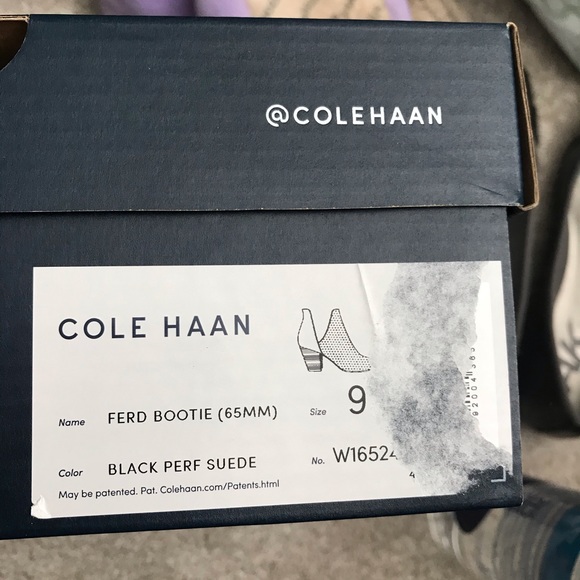 @COLEHAAN
COLE HAAN
Name FERD BOOTIE (65MM) Size 9
Color BLACK PERF SUEDE No.
May be patented. Pat. Colehaan.com/Patents.html